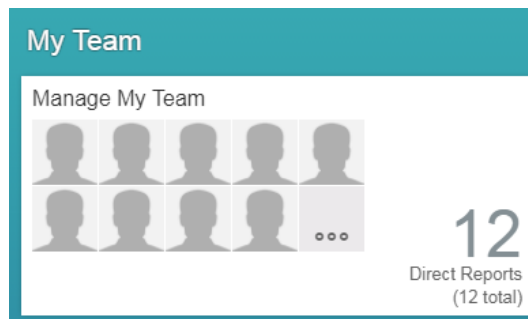 My Team
Manage My Team
12
Direct Reports
(12 total)